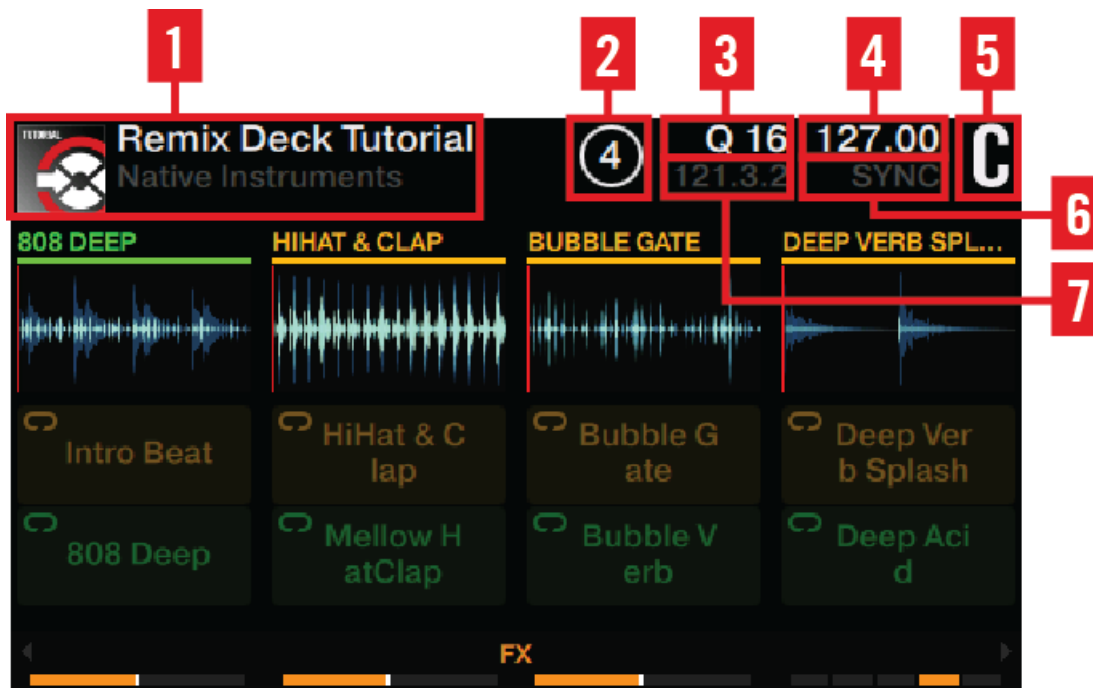 1
2
3
4
5
TUTORIAL
Remix Deck Tutorial
Native Instruments
4
Q 16
127.00
C
121.3.2
SYNC
6
7
808 DEEP
HIHAT & CLAP
BUBBLE GATE
DEEP VERB SPL...
Intro Beat
HiHat & C
lap
Bubble G
ate
Deep Ver
b Splash
808 Deep
Mellow H
atClap
Bubble V
erb
Deep Aci
d
FX